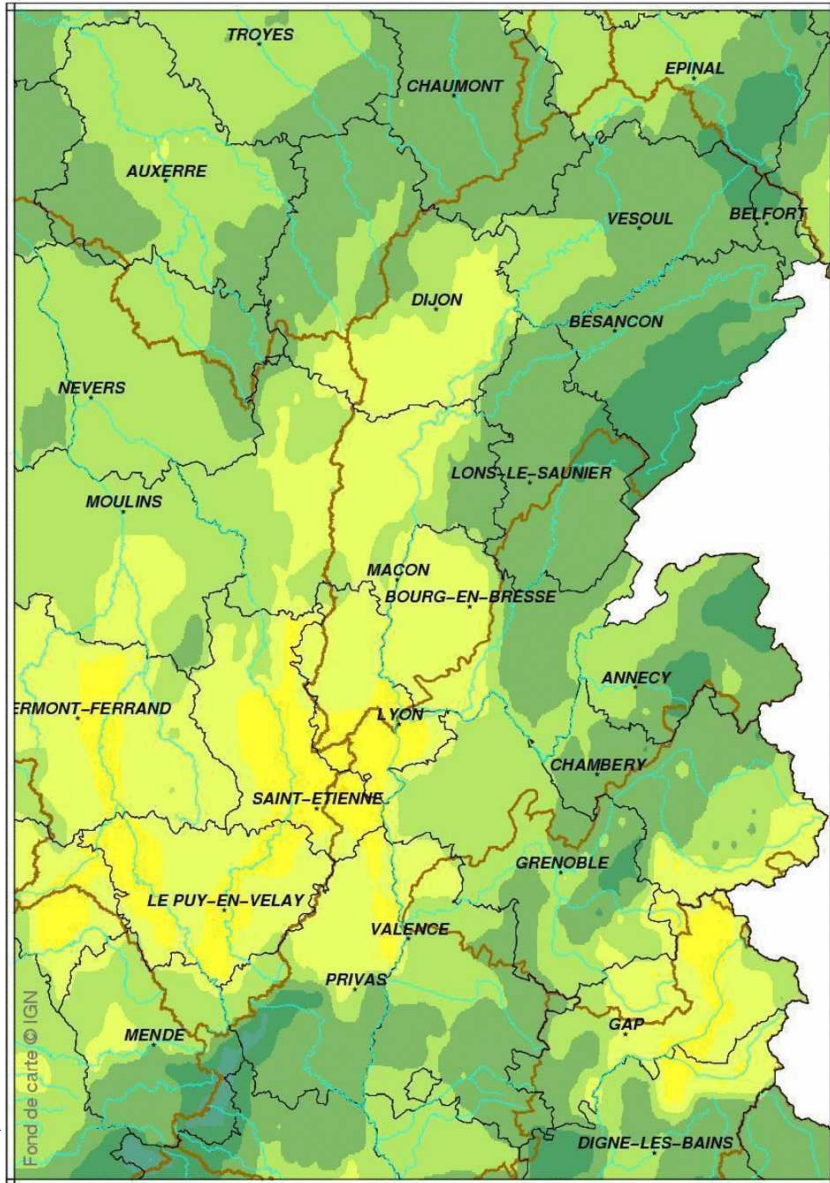 TROYES
EPINAL
CHAUMONT
AUXERRE
VESOUL
BELFORT
DIJON
BESANCON
NEVERS
LONS-LE-SAUNIER
MOULINS
MACON
BOURG-EN-BRESSE
ANNECY
ERMONT-FERRAND
LYON
CHAMBERY
SAINT-ETIENNE
GRENOBLE
LE PUY-EN-VELAY
VALENCE
PRIVAS
GAP
MENDE
DIGNE-LES-BAINS
Fond de carte © IGN